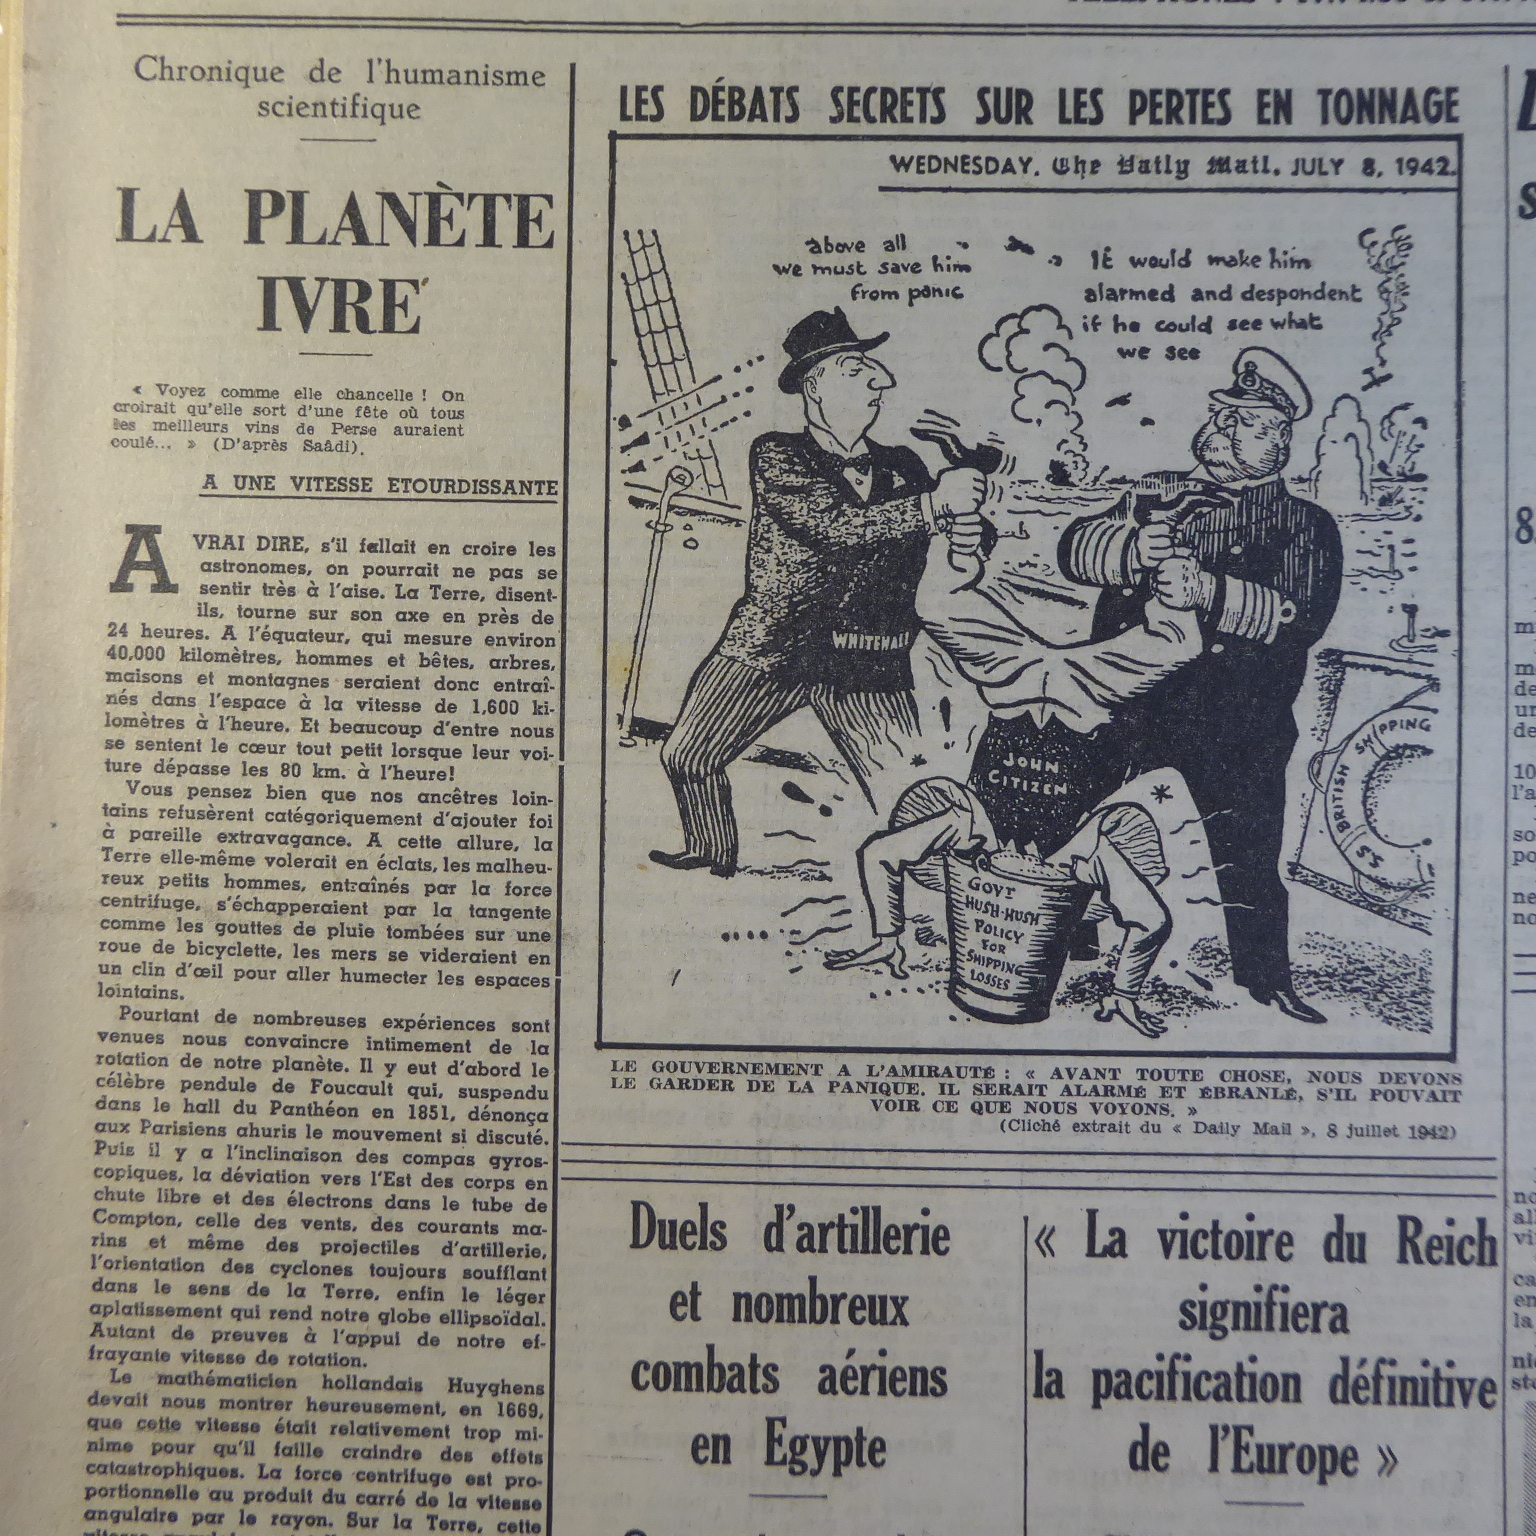 Chronique de l'humanisme
scientifique
LA PLANÈTE
IVRE
« Voyez comme elle chancelle ! On
croirait qu'elle sort d'une fête où tous
les meilleurs vins de Perse auraient
coulé... » (D'après Saâdi).
A UNE VITESSE ETOURDISSANTE
A VRAI DIRE, s'il fallait en croire les
astronomes, on pourrait ne pas se
sentir très à l'aise. La Terre, disent-
ils, tourne sur son axe en près de
24 heures. A l'équateur, qui mesure environ
40.000 kilomètres, hommes et bêtes, arbres,
maisons et montagnes seraient donc entraî-
nés dans l'espace à la vitesse de 1.600 ki-
lomètres à l'heure. Et beaucoup d'entre nous
se sentent le cœur tout petit lorsque leur voi-
ture dépasse les 80 km. à l'heure!
Vous pensez bien que nos ancêtres loin-
tains refusèrent catégoriquement d'ajouter foi
à pareille extravagance. A cette allure, la
Terre elle-même volerait en éclats, les malheu-
reux petits hommes, entraînés par la force
centrifuge, s'échapperaient par la tangente
comme les gouttes de pluie tombées sur une
roue de bicyclette, les mers se videraient en
un clin d'œil pour aller humecter les espaces
lointains.
Pourtant de nombreuses expériences sont
venues nous convaincre intimement de la
rotation de notre planète. Il y eut d'abord le
célèbre pendule de Foucault qui, suspendu
dans le hall du Panthéon en 1851, dénonça
aux Parisiens ahuris le mouvement si discuté.
Puis il y a l'inclinaison des compas gyros-
copiques, la déviation vers l'Est des corps en
chute libre et des électrons dans le tube de
Compton, celle des vents, des courants ma-
rins et même des projectiles d'artillerie,
l'orientation des cyclones toujours soufflant
dans le sens de la Terre, enfin le léger
aplatissement qui rend notre globe ellipsoïdal.
Autant de preuves à l'appui de notre ef-
frayante vitesse de rotation.
Le mathématicien hollandais Huyghens
devait nous montrer heureusement, en 1669,
que cette vitesse était relativement trop mi-
nime pour qu'il faille craindre des effets
catastrophiques. La force centrifuge est pro-
portionnelle au produit du carré de la vitesse
angulaire par le rayon. Sur la Terre, cette
LES DÉBATS SECRETS SUR LES PERTES EN TONNAGE
WEDNESDAY, The Daily Mail, JULY 8, 1942.
above all
we must save him
from panic
It would make him
alarmed and despondent
if he could see what
we see
WHITEHALL
JOHN
CITIZEN
SS BRITISH SHIPPING
GOVT
HUSH-HUSH
POLICY
FOR
SHIPPING
LOSSES
LE GOUVERNEMENT A L'AMIRAUTÉ : « AVANT TOUTE CHOSE, NOUS DEVONS
LE GARDER DE LA PANIQUE. IL SERAIT ALARMÉ ET ÉBRANLÉ, S'IL POUVAIT
VOIR CE QUE NOUS VOYONS. »
(Cliché extrait du « Daily Mail », 8 juillet 1942)
Duels d'artillerie
et nombreux
combats aériens
en Egypte
« La victoire du Reich
signifiera
la pacification définitive
de l'Europe »